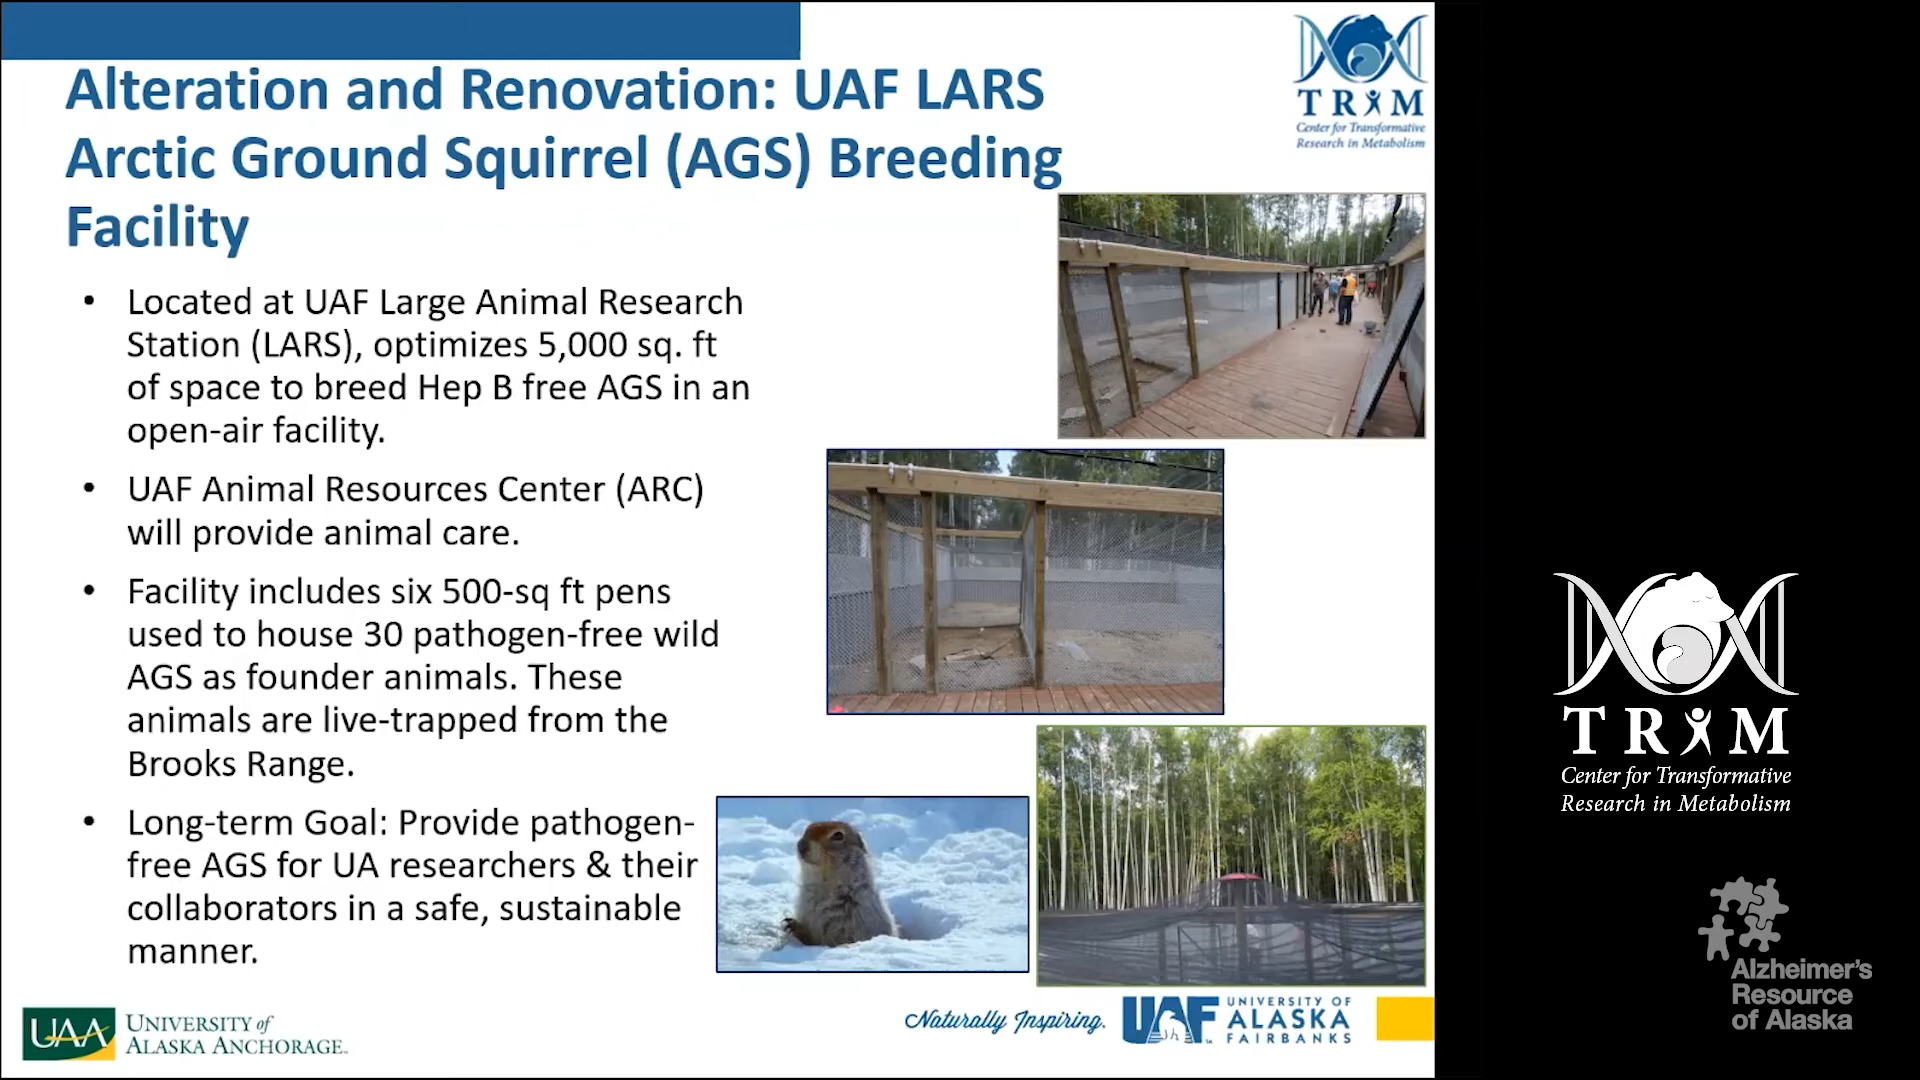 Alteration and Renovation: UAF LARS
Arctic Ground Squirrel (AGS) Breeding
Facility
TRiM
Center for Transformative
Research in Metabolism
• Located at UAF Large Animal Research
Station (LARS), optimizes 5,000 sq. ft
of space to breed Hep B free AGS in an
open-air facility.
• UAF Animal Resources Center (ARC)
will provide animal care.
• Facility includes six 500-sq ft pens
used to house 30 pathogen-free wild
AGS as founder animals. These
animals are live-trapped from the
Brooks Range.
• Long-term Goal: Provide pathogen-
free AGS for UA researchers & their
collaborators in a safe, sustainable
manner.
UAA
UNIVERSITY of
ALASKA ANCHORAGE
Naturally Inspiring.
UAF
UNIVERSITY OF
ALASKA
FAIRBANKS
TRiM
Center for Transformative
Research in Metabolism
Alzheimer's
Resource
of Alaska